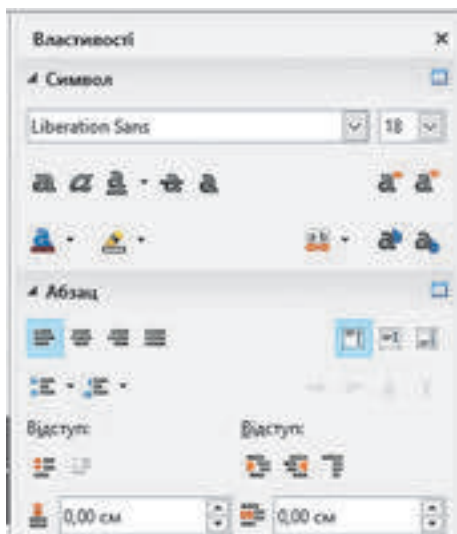 Властивості
Символ
Liberation Sans 18
Абзац
Відступ: Відступ:
0,00 см 0,00 см